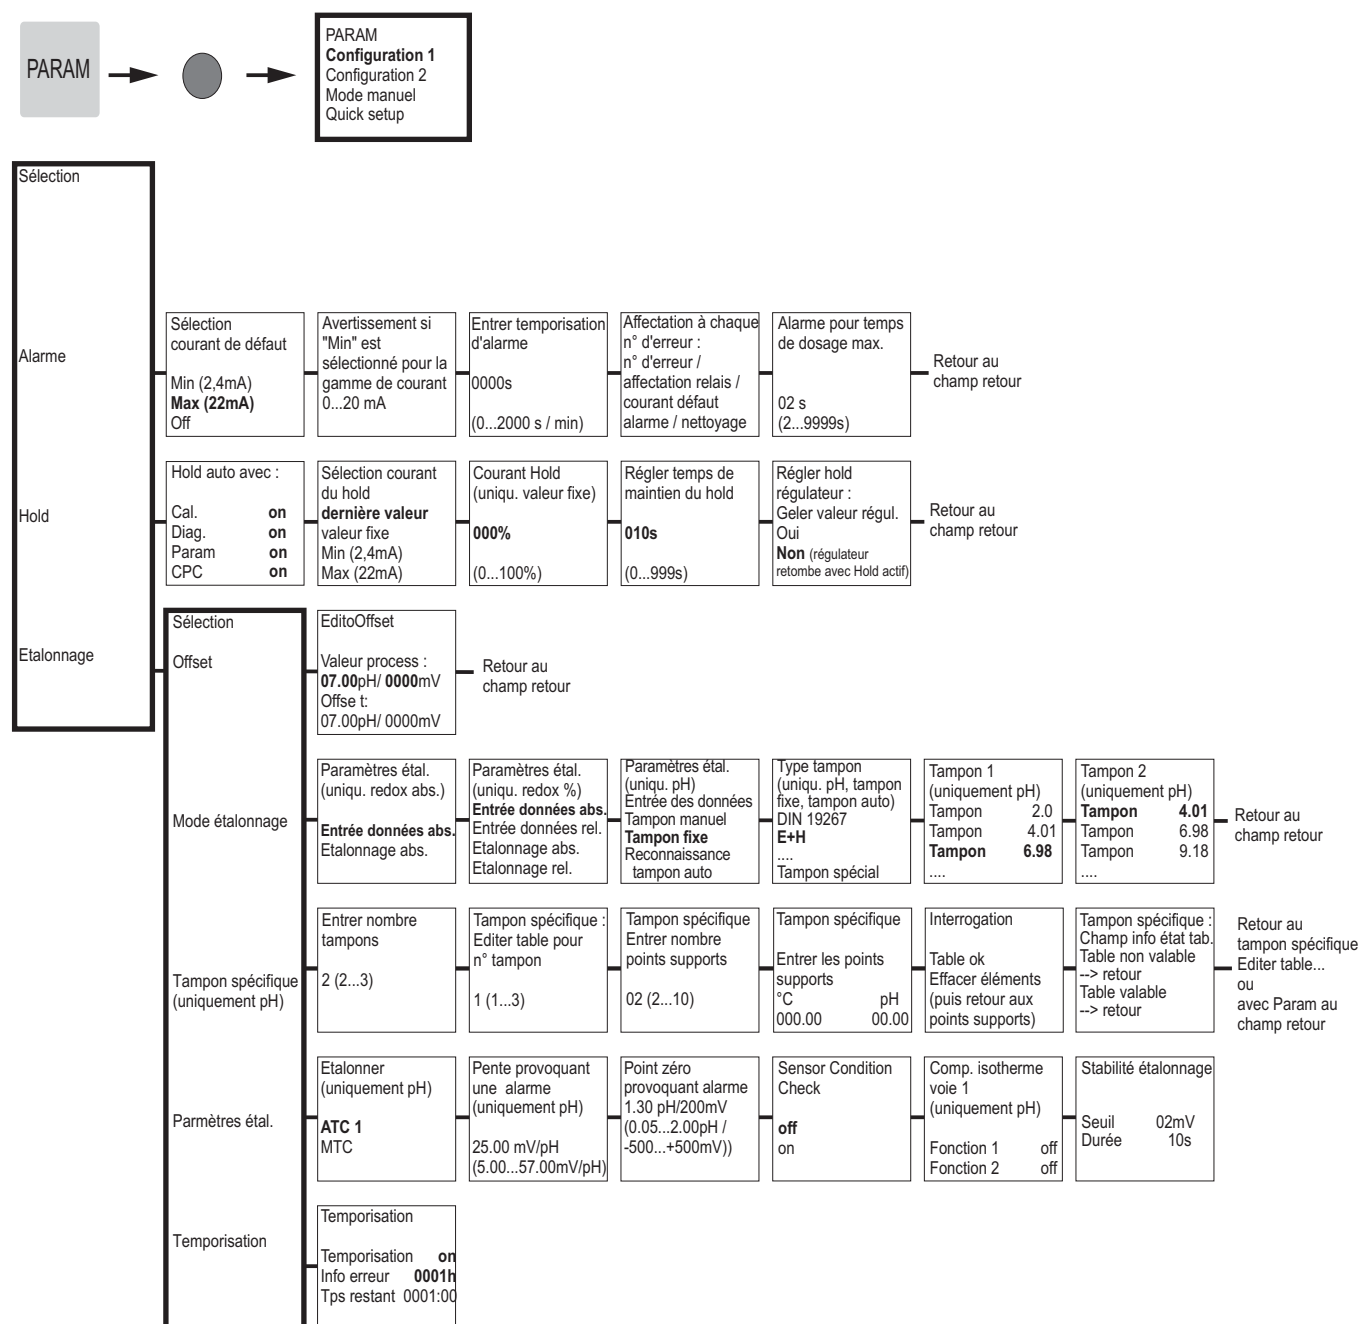 PARAM
PARAM
Configuration 1
Configuration 2
Mode manuel
Quick setup
Sélection
Alarme
Sélection
courant de défaut
Min (2,4mA)
Max (22mA)
Off
Avertissement si
"Min" est
sélectionné pour la
gamme de courant
0...20 mA
Entrer temporisation
d'alarme
0000s
(0...2000 s / min)
Affectation à chaque
n° d'erreur :
n° d'erreur /
affectation relais /
courant défaut
alarme / nettoyage
Alarme pour temps
de dosage max.
02 s
(2...9999s)
Retour au
champ retour
Hold
Hold auto avec :
Cal. on
Diag. on
Param on
CPC on
Sélection courant
du hold
dernière valeur
valeur fixe
Min (2,4mA)
Max (22mA)
Courant Hold
(uniqu. valeur fixe)
000%
(0...100%)
Régler temps de
maintien du hold
010s
(0...999s)
Régler hold
régulateur :
Geler valeur régul.
Oui
Non (régulateur
retombe avec Hold actif)
Retour au
champ retour
Etalonnage
Sélection
Offset
EditoOffset
Valeur process :
07.00pH/ 0000mV
Offse t:
07.00pH/ 0000mV
Retour au
champ retour
Mode étalonnage
Paramètres étal.
(uniqu. redox abs.)
Entrée données abs.
Etalonnage abs.
Paramètres étal.
(uniqu. redox %)
Entrée données abs.
Entrée données rel.
Etalonnage abs.
Etalonnage rel.
Paramètres étal.
(uniqu. pH)
Entrée des données
Tampon manuel
Tampon fixe
Reconnaissance
tampon auto
Type tampon
(uniqu. pH, tampon
fixe, tampon auto)
DIN 19267
E+H
....
Tampon spécial
Tampon 1
(uniquement pH)
Tampon 2.0
Tampon 4.01
Tampon 6.98
....
Tampon 2
(uniquement pH)
Tampon 4.01
Tampon 6.98
Tampon 9.18
....
Retour au
champ retour
Tampon spécifique
(uniquement pH)
Entrer nombre
tampons
2 (2...3)
Tampon spécifique :
Editer table pour
n° tampon
1 (1...3)
Tampon spécifique
Entrer nombre
points supports
02 (2...10)
Tampon spécifique
Entrer les points
supports
°C pH
000.00 00.00
Interrogation
Table ok
Effacer éléments
(puis retour aux
points supports)
Tampon spécifique :
Champ info état tab.
Table non valable
--> retour
Table valable
--> retour
Retour au
tampon spécifique
Editer table...
ou
avec Param au
champ retour
Parmètres étal.
Etalonner
(uniquement pH)
ATC 1
MTC
Pente provoquant
une alarme
(uniquement pH)
25.00 mV/pH
(5.00...57.00mV/pH)
Point zéro
provoquant alarme
1.30 pH/200mV
(0.05...2.00pH /
-500...+500mV))
Sensor Condition
Check
off
on
Comp. isotherme
voie 1
(uniquement pH)
Fonction 1 off
Fonction 2 off
Stabilité étalonnage
Seuil 02mV
Durée 10s
Temporisation
Temporisation
Temporisation on
Info erreur 0001h
Tps restant 0001:00